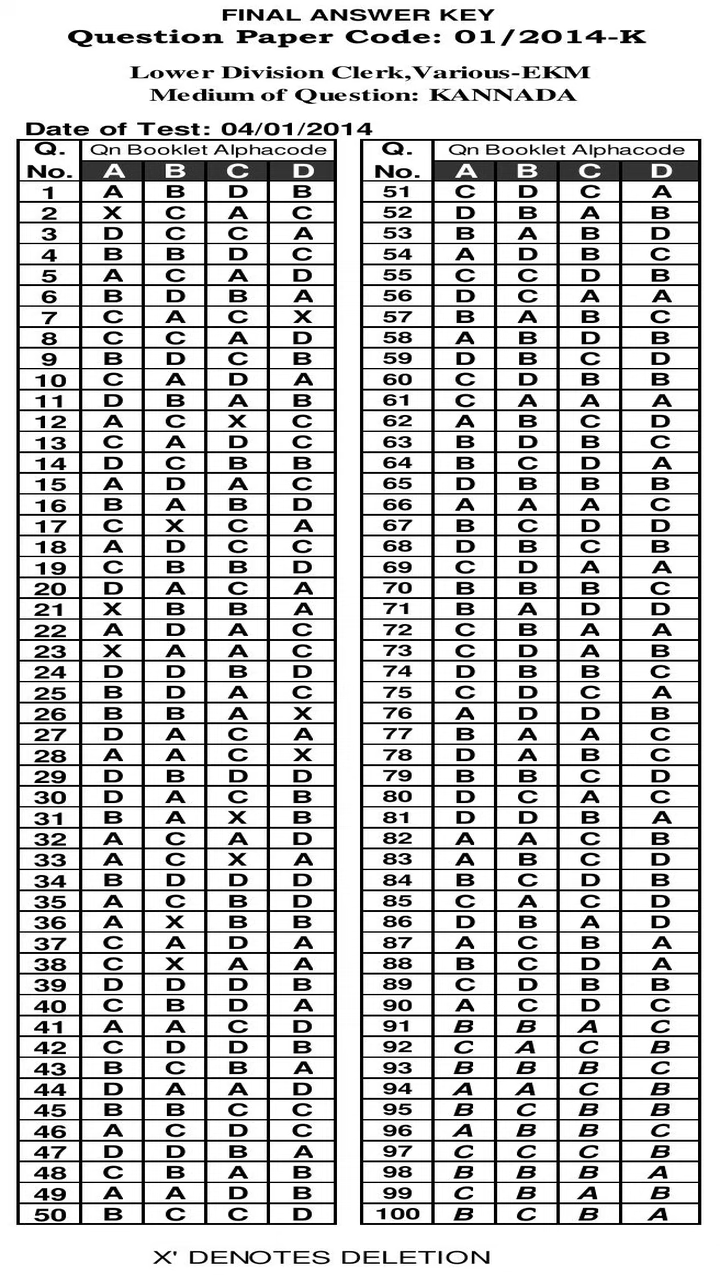 FINAL ANSWER KEY
Question Paper Code: 01/2014-K
Lower Division Clerk,Various-EKM
Medium of Question: KANNADA
Date of Test: 04/01/2014
Q. Qn Booklet Alphacode
No. A B C D
1 A B D B
2 X C A C
3 D C C A
4 B B D C
5 A C A D
6 B D B A
7 C A C X
8 C C A D
9 B D C B
10 C A D A
11 D B A B
12 A C X C
13 C A D C
14 D C B B
15 A D A C
16 B A B D
17 C X C A
18 A D C C
19 C B B D
20 D A C A
21 X B B A
22 A D A C
23 X A A C
24 D D B D
25 B D A C
26 B B A X
27 D A C A
28 A A C X
29 D B D D
30 D A C B
31 B A X B
32 A C A D
33 A C X A
34 B D D D
35 A C B D
36 A X B B
37 C A D A
38 C X A A
39 D D D B
40 C B D A
41 A A C D
42 C D D B
43 B C B A
44 D A A D
45 B B C C
46 A C D C
47 D D B A
48 C B A B
49 A A D B
50 B C C D
Q. Qn Booklet Alphacode
No. A B C D
51 C D C A
52 D B A B
53 B A B D
54 A D B C
55 C C D B
56 D C A A
57 B A B C
58 A B D B
59 D B C D
60 C D B B
61 C A A A
62 A B C D
63 B D B C
64 B C D A
65 D B B B
66 A A A C
67 B C D D
68 D B C B
69 C D A A
70 B B B C
71 B A D D
72 C B A A
73 C D A B
74 D B B C
75 C D C A
76 A D D B
77 B A A C
78 D A B C
79 B B C D
80 D C A C
81 D D B A
82 A A C B
83 A B C D
84 B C D B
85 C A C D
86 D B A D
87 A C B A
88 B C D A
89 C D B B
90 A C D C
91 B B A C
92 C A C B
93 B B B C
94 A A C B
95 B C B B
96 A B B C
97 C C C B
98 B B B A
99 C B A B
100 B C B A
X' DENOTES DELETION